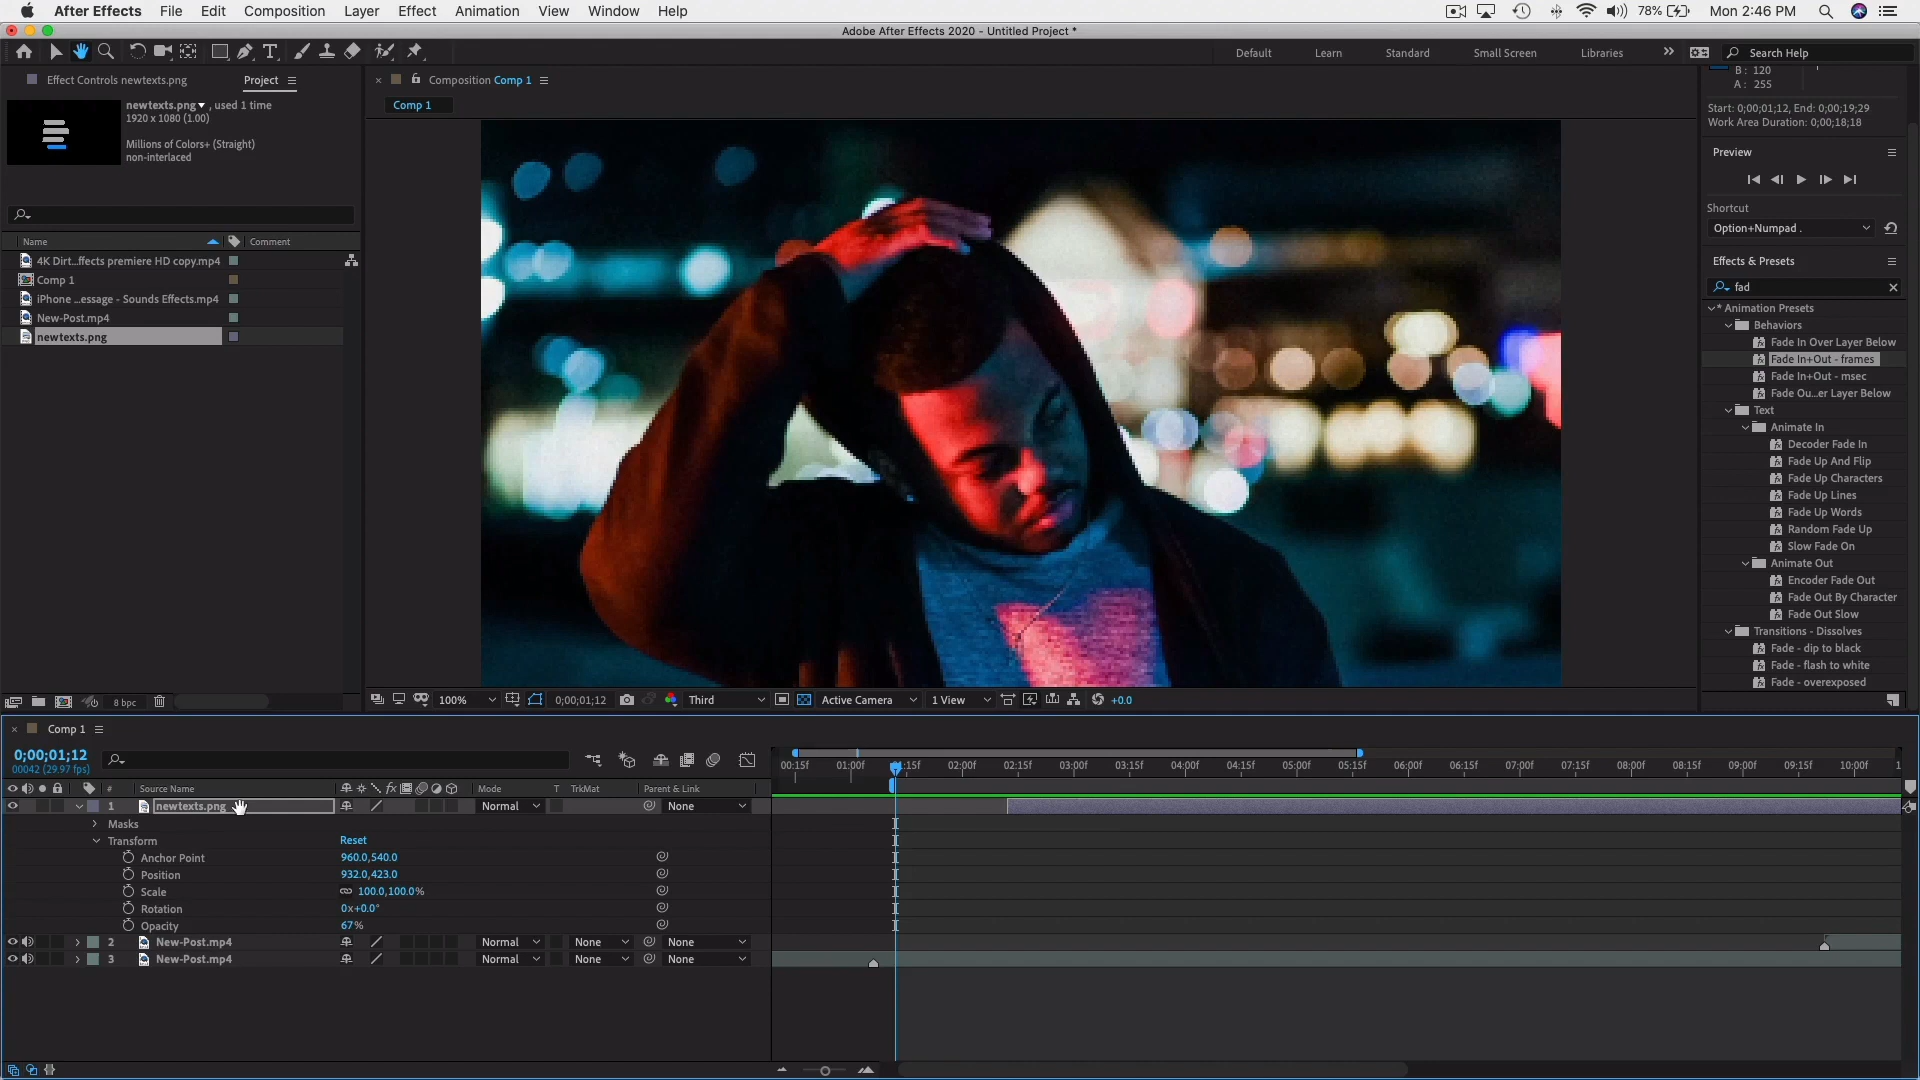 After Effects File Edit Composition Layer Effect Animation View Window Help 78% Mon 2:46 PM
Adobe After Effects 2020 - Untitled Project *
Default Learn Standard Small Screen Libraries Search Help
Effect Controls newtexts.png Project
newtexts.png , used 1 time
1920 x 1080 (1.00)
Millions of Colors+ (Straight)
non-interlaced
Name Comment
4K Dirt...ffects premiere HD copy.mp4
Comp 1
iPhone ...essage - Sounds Effects.mp4
New-Post.mp4
newtexts.png
8 bpc
Composition Comp 1
Comp 1
100% 0;00;01;12 Third Active Camera 1 View +0.0
B : 120
A : 255
Start: 0;00;01;12, End: 0;00;19;29
Work Area Duration: 0;00;18;18
Preview
Shortcut
Option+Numpad .
Effects & Presets
fad
* Animation Presets
Behaviors
Fade In Over Layer Below
Fade In+Out - frames
Fade In+Out - msec
Fade Ou...er Layer Below
Text
Animate In
Decoder Fade In
Fade Up And Flip
Fade Up Characters
Fade Up Lines
Fade Up Words
Random Fade Up
Slow Fade On
Animate Out
Encoder Fade Out
Fade Out By Character
Fade Out Slow
Transitions - Dissolves
Fade - dip to black
Fade - flash to white
Fade - overexposed
Comp 1
0;00;01;12
00042 (29.97 fps)
00:15f 01:00f 02:00f 02:15f 03:00f 03:15f 04:00f 04:15f 05:00f 05:15f 06:00f 06:15f 07:00f 07:15f 08:00f 08:15f 09:00f 09:15f 10:00f 1
# Source Name fx Mode T TrkMat Parent & Link
1 newtexts.png Normal None
Masks
Transform Reset
Anchor Point 960.0,540.0
Position 932.0,423.0
Scale 100.0,100.0%
Rotation 0x+0.0°
Opacity 67%
2 New-Post.mp4 Normal None None
3 New-Post.mp4 Normal None None